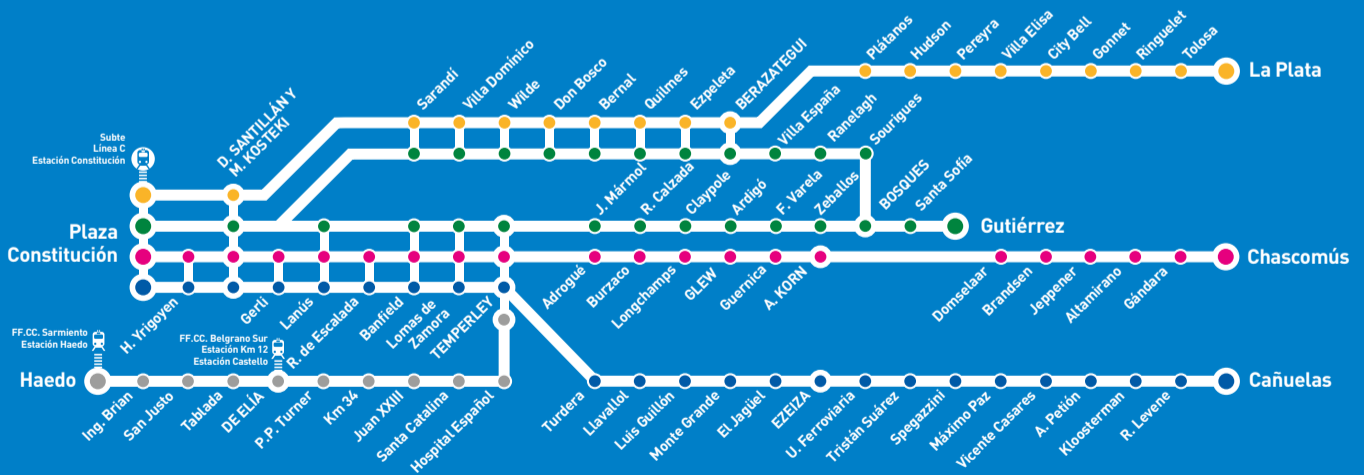 Plátanos
Hudson
Pereyra
Villa Elisa
City Bell
Gonnet
Ringuelet
Tolosa
La Plata
Sarandí
Villa Dominico
Wilde
Don Bosco
Bernal
Quilmes
Ezpeleta
BERAZATEGUI
Villa España
Ranelagh
Sourigues
D. SANTILLÁN Y
M. KOSTEKI
Subte
Línea C
Estación Constitución
J. Mármol
R. Calzada
Claypole
Ardigó
F. Varela
Zeballos
BOSQUES
Santa Sofía
Gutiérrez
Plaza
Constitución
Chascomús
H. Yrigoyen
Gerli
Lanús
R. de Escalada
Banfield
Lomas de
Zamora
TEMPERLEY
Adrogué
Burzaco
Longchamps
GLEW
Guernica
A. KORN
Domselaar
Brandsen
Jeppener
Altamirano
Gándara
FF.CC. Sarmiento
Estación Haedo
FF.CC. Belgrano Sur
Estación Km 12
Estación Castello
Haedo
Cañuelas
Ing. Brian
San Justo
Tablada
DE ELÍA
P.P. Turner
Km 34
Juan XXIII
Santa Catalina
Hospital Español
Turdera
Llavallol
Luis Guillón
Monte Grande
El Jagüel
EZEIZA
U. Ferroviaria
Tristán Suárez
Spegazzini
Máximo Paz
Vicente Casares
A. Petión
Kloosterman
R. Levene